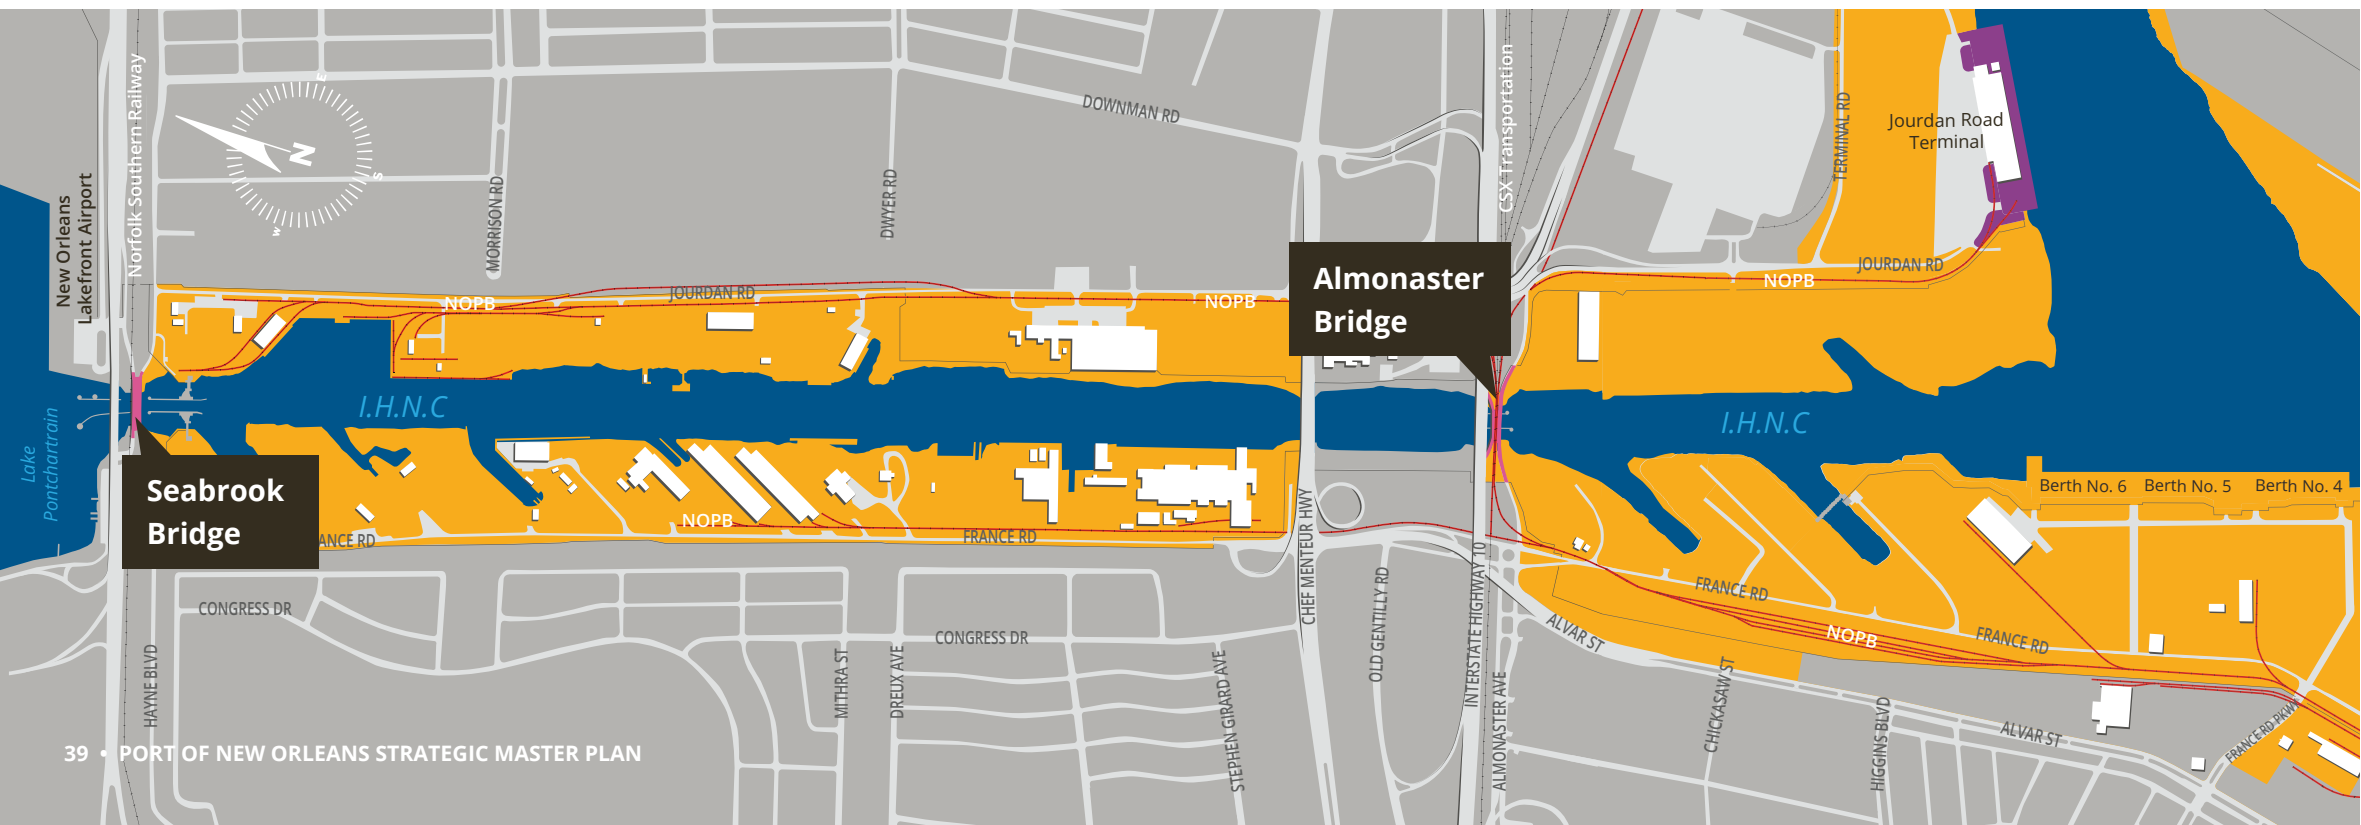 Norfolk Southern Railway
New Orleans
Lakefront Airport
E
N
S
W
MORRISON RD
DWYER RD
DOWNMAN RD
CSX Transportation
TERMINAL RD
Jourdan Road
Terminal
JOURDAN RD
NOPB
JOURDAN RD
NOPB
NOPB
Almonaster
Bridge
I.H.N.C
I.H.N.C
Lake
Pontchartrain
Seabrook
Bridge
ANCE RD
NOPB
FRANCE RD
CHEF MENTEUR HWY
Berth No. 6
Berth No. 5
Berth No. 4
CONGRESS DR
CONGRESS DR
HAYNE BLVD
MITHRA ST
DREUX AVE
STEPHEN GIRARD AVE
OLD GENTILLY RD
INTERSTATE HIGHWAY 10
ALMONASTER AVE
ALVAR ST
FRANCE RD
NOPB
FRANCE RD
CHICKASAW ST
HIGGINS BLVD
ALVAR ST
FRANCE RD PKWY
39 • PORT OF NEW ORLEANS STRATEGIC MASTER PLAN